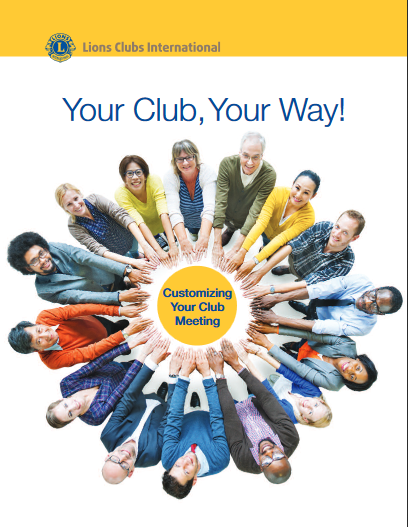 Lions Clubs International
Your Club, Your Way!
Customizing
Your Club
Meeting